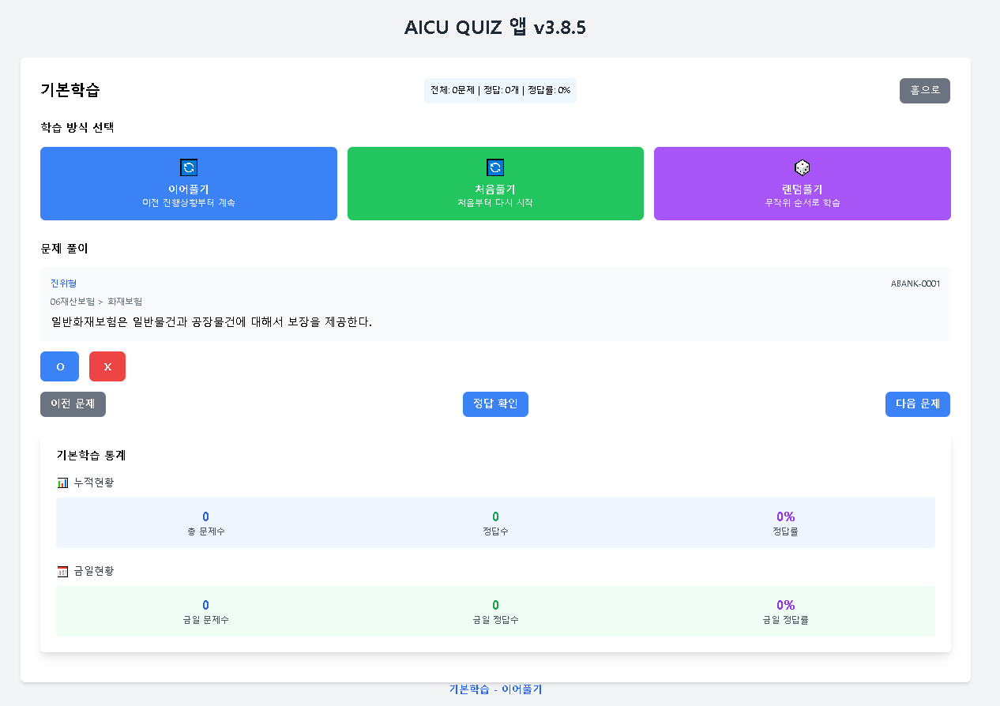 AICU QUIZ 앱 v3.8.5
기본학습
전체: 0문제 | 정답: 0개 | 정답률: 0%
홈으로
학습 방식 선택
이어풀기
이전 진행상황부터 계속
처음풀기
처음부터 다시 시작
랜덤풀기
무작위 순서로 학습
문제 풀이
진위형
ABANK-0001
06재산보험 > 화재보험
일반화재보험은 일반물건과 공장물건에 대해서 보장을 제공한다.
O
X
이전 문제
정답 확인
다음 문제
기본학습 통계
누적현황
0
총 문제수
0
정답수
0%
정답률
금일현황
0
금일 문제수
0
금일 정답수
0%
금일 정답률
기본학습 - 이어풀기